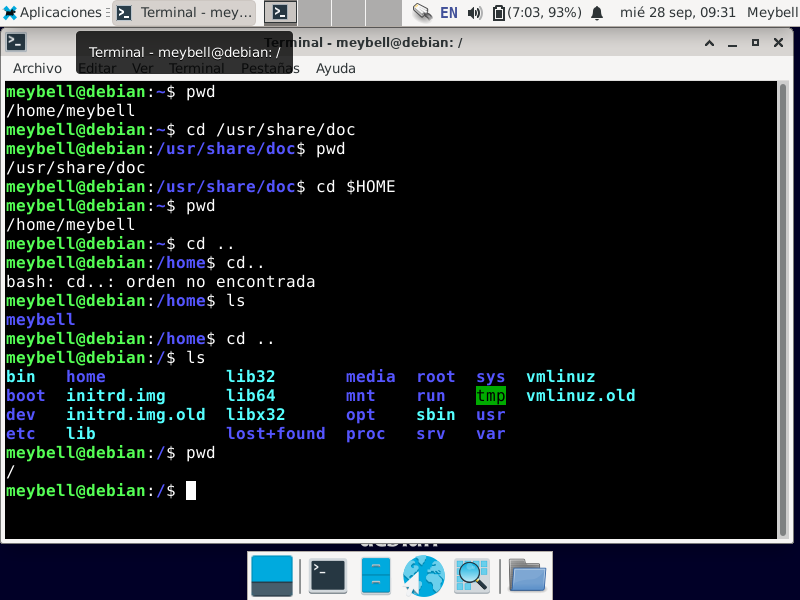 Aplicaciones
Terminal - mey...
EN
(7:03, 93%)
mié 28 sep, 09:31
Meybell
Terminal - meybell@debian: /
Terminal - meybell@debian: /
Archivo Editar Ver Terminal Pestañas Ayuda
meybell@debian:~$ pwd
/home/meybell
meybell@debian:~$ cd /usr/share/doc
meybell@debian:/usr/share/doc$ pwd
/usr/share/doc
meybell@debian:/usr/share/doc$ cd $HOME
meybell@debian:~$ pwd
/home/meybell
meybell@debian:~$ cd ..
meybell@debian:/home$ cd..
bash: cd..: orden no encontrada
meybell@debian:/home$ ls
meybell
meybell@debian:/home$ cd ..
meybell@debian:/$ ls
bin home lib32 media root sys vmlinuz
boot initrd.img lib64 mnt run tmp vmlinuz.old
dev initrd.img.old libx32 opt sbin usr
etc lib lost+found proc srv var
meybell@debian:/$ pwd
/
meybell@debian:/$
debian